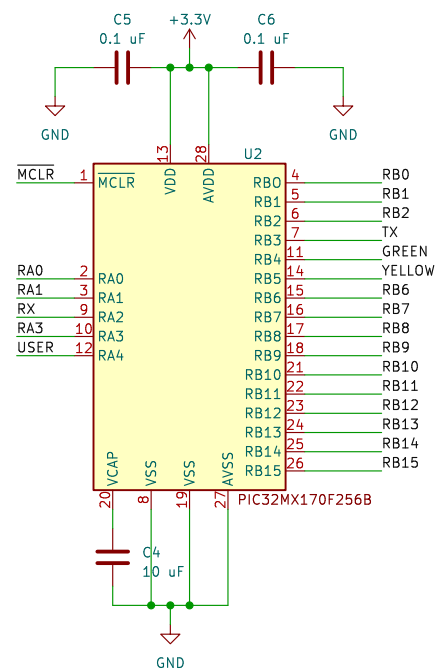 C5 +3.3V C6
0.1 uF 0.1 uF
GND GND
U2
13 28
MCLR 1 MCLR VDD AVDD RB0 4 RB0
RB1 5 RB1
RB2 6 RB2
RB3 7 TX
RB4 11 GREEN
RA0 2 RA0 RB5 14 YELLOW
RA1 3 RA1 RB6 15 RB6
RX 9 RA2 RB7 16 RB7
RA3 10 RA3 RB8 17 RB8
USER 12 RA4 RB9 18 RB9
RB10 21 RB10
RB11 22 RB11
RB12 23 RB12
RB13 24 RB13
RB14 25 RB14
RB15 26 RB15
VCAP VSS VSS AVSS
20 8 19 27 PIC32MX170F256B
C4
10 uF
GND